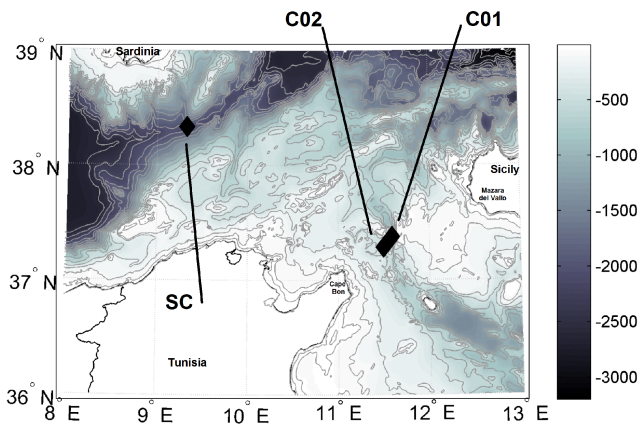 C02
C01
39° N
Sardinia
-500
-1000
38° N
Sicily
Mazara
del Vallo
-1500
-2000
37° N
Cape
Bon
SC
-2500
Tunisia
-3000
36° N
8° E
9° E
10° E
11° E
12° E
13° E